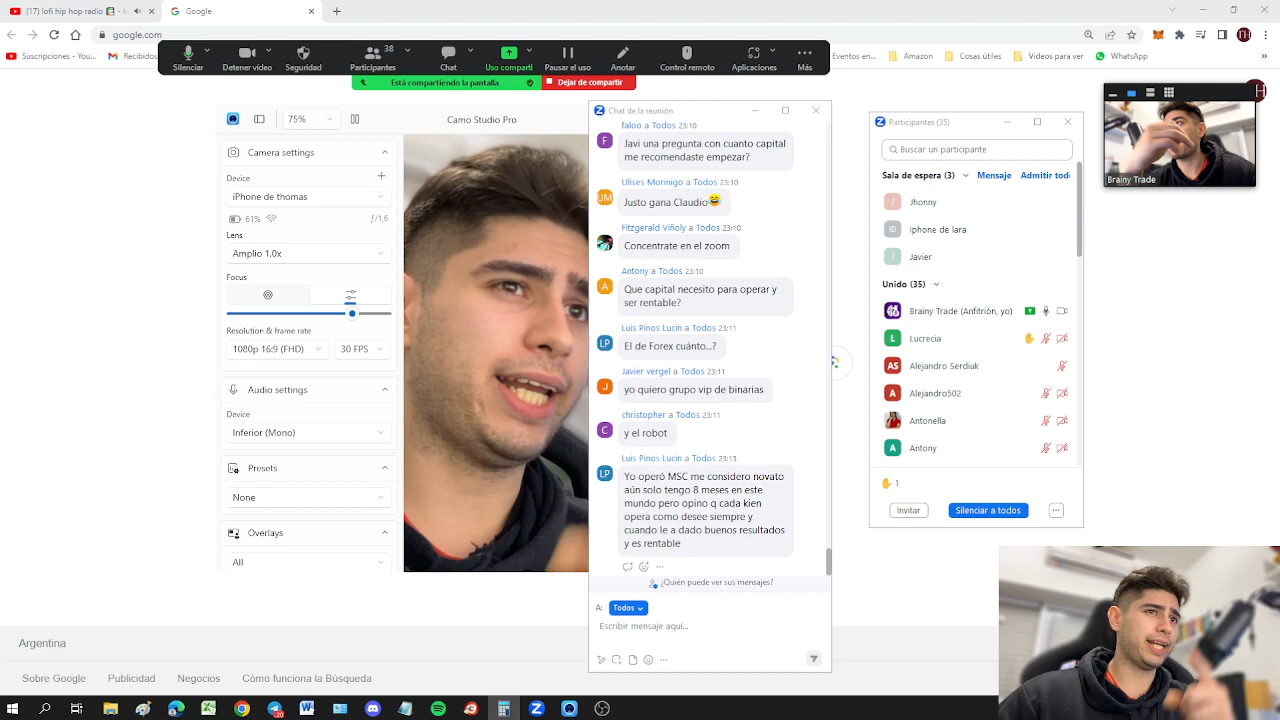 (17) lofi hip hop radio
Google
google.com
Suscripciones - You...
Recibidos
Eventos en...
Amazon
Cosas útiles
Videos para ver
WhatsApp
Silenciar
Detener video
Seguridad
38
Participantes
Chat
Uso comparti
Pausar el uso
Anotar
Control remoto
Aplicaciones
Más
Está compartiendo la pantalla
Dejar de compartir
75%
Camo Studio Pro
Camera settings
Device
iPhone de thomas
61%
ƒ/1,6
Lens
Amplio 1,0x
Focus
Resolution & frame rate
1080p 16:9 (FHD)
30 FPS
Audio settings
Device
Inferior (Mono)
Presets
None
Overlays
All
Chat de la reunión
faloo a Todos 23:10
F
Javi una pregunta con cuanto capital
me recomendaste empezar?
Ulises Morinigo a Todos 23:10
UM
Justo gana Claudio😅
Fitzgerald Viñoly a Todos 23:10
Concentrate en el zoom
Antony a Todos 23:10
A
Que capital necesito para operar y
ser rentable?
Luis Pinos Lucin a Todos 23:11
LP
El de Forex cuánto...?
Javier vergel a Todos 23:11
J
yo quiero grupo vip de binarias
christopher a Todos 23:11
C
y el robot
Luis Pinos Lucin a Todos 23:13
LP
Yo operó MSC me considero novato
aún solo tengo 8 meses en este
mundo pero opino q cada kien
opera como desee siempre y
cuando le a dado buenos resultados
y es rentable
¿Quién puede ver sus mensajes?
A: Todos
Escribir mensaje aquí...
Participantes (35)
Buscar un participante
Sala de espera (3)
Mensaje
Admitir tod
J
Jhonny
ID
Iphone de lara
J
Javier
Unido (35)
Brainy Trade (Anfitrión, yo)
L
Lucrecia
AS
Alejandro Serdiuk
A
Alejandro502
Antonella
A
Antony
1
Invitar
Silenciar a todos
Brainy Trade
Argentina
Sobre Google
Publicidad
Negocios
Cómo funciona la Búsqueda
20